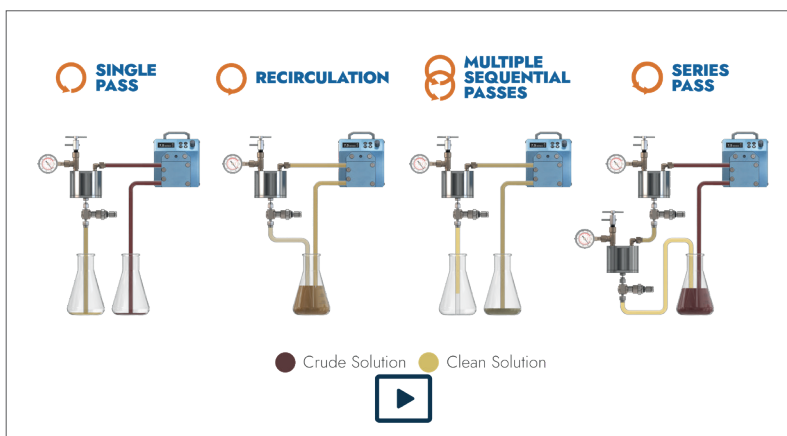 SINGLE
PASS
RECIRCULATION
MULTIPLE
SEQUENTIAL
PASSES
SERIES
PASS
Crude Solution
Clean Solution